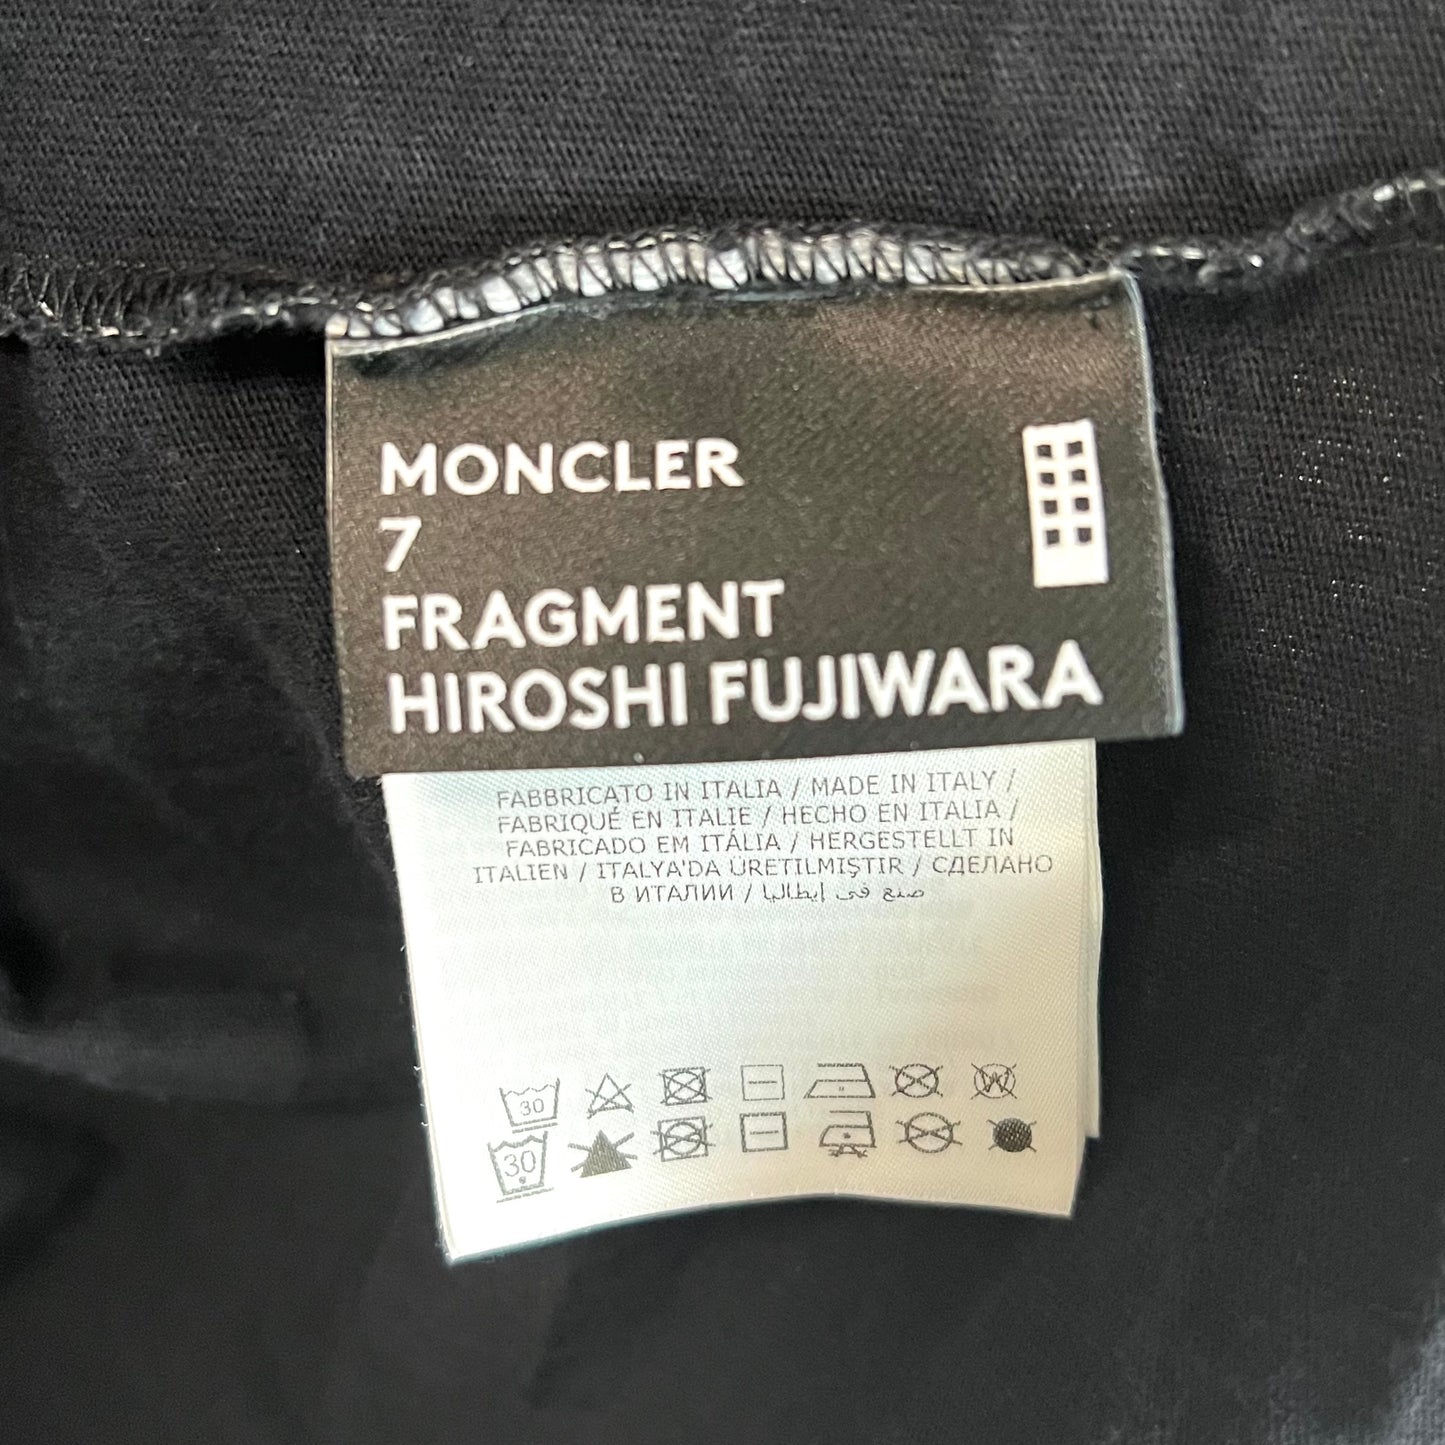 MONCLER
7
FRAGMENT
HIROSHI FUJIWARA
FABBRICATO IN ITALIA / MADE IN ITALY /
FABRIQUÉ EN ITALIE / HECHO EN ITALIA /
FABRICADO EM ITÁLIA / HERGESTELLT IN
ITALIEN / ITALYA'DA ÜRETILMIŞTIR / СДЕЛАНО
В ИТАЛИИ / صنع في إيطاليا
30 W
30